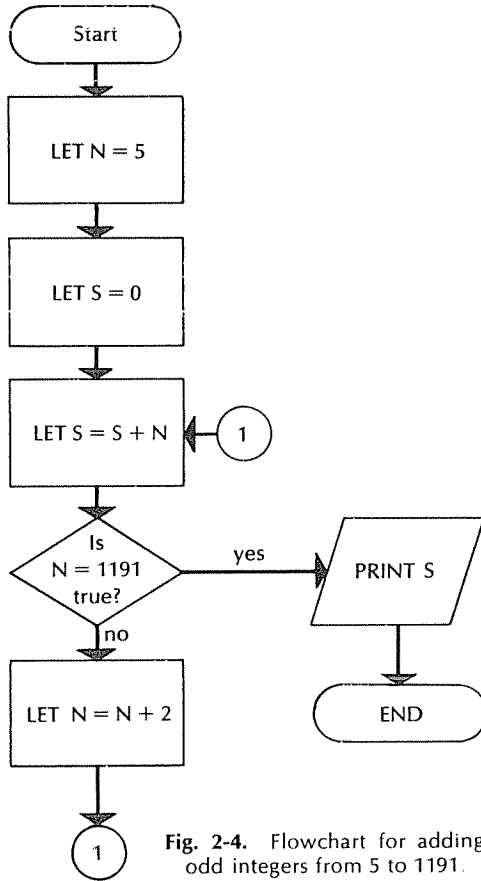 Start
LET N = 5
LET S = 0
LET S = S + N
1
Is
N = 1191
true?
yes
PRINT S
no
END
LET N = N + 2
1
Fig. 2-4. Flowchart for adding
odd integers from 5 to 1191.